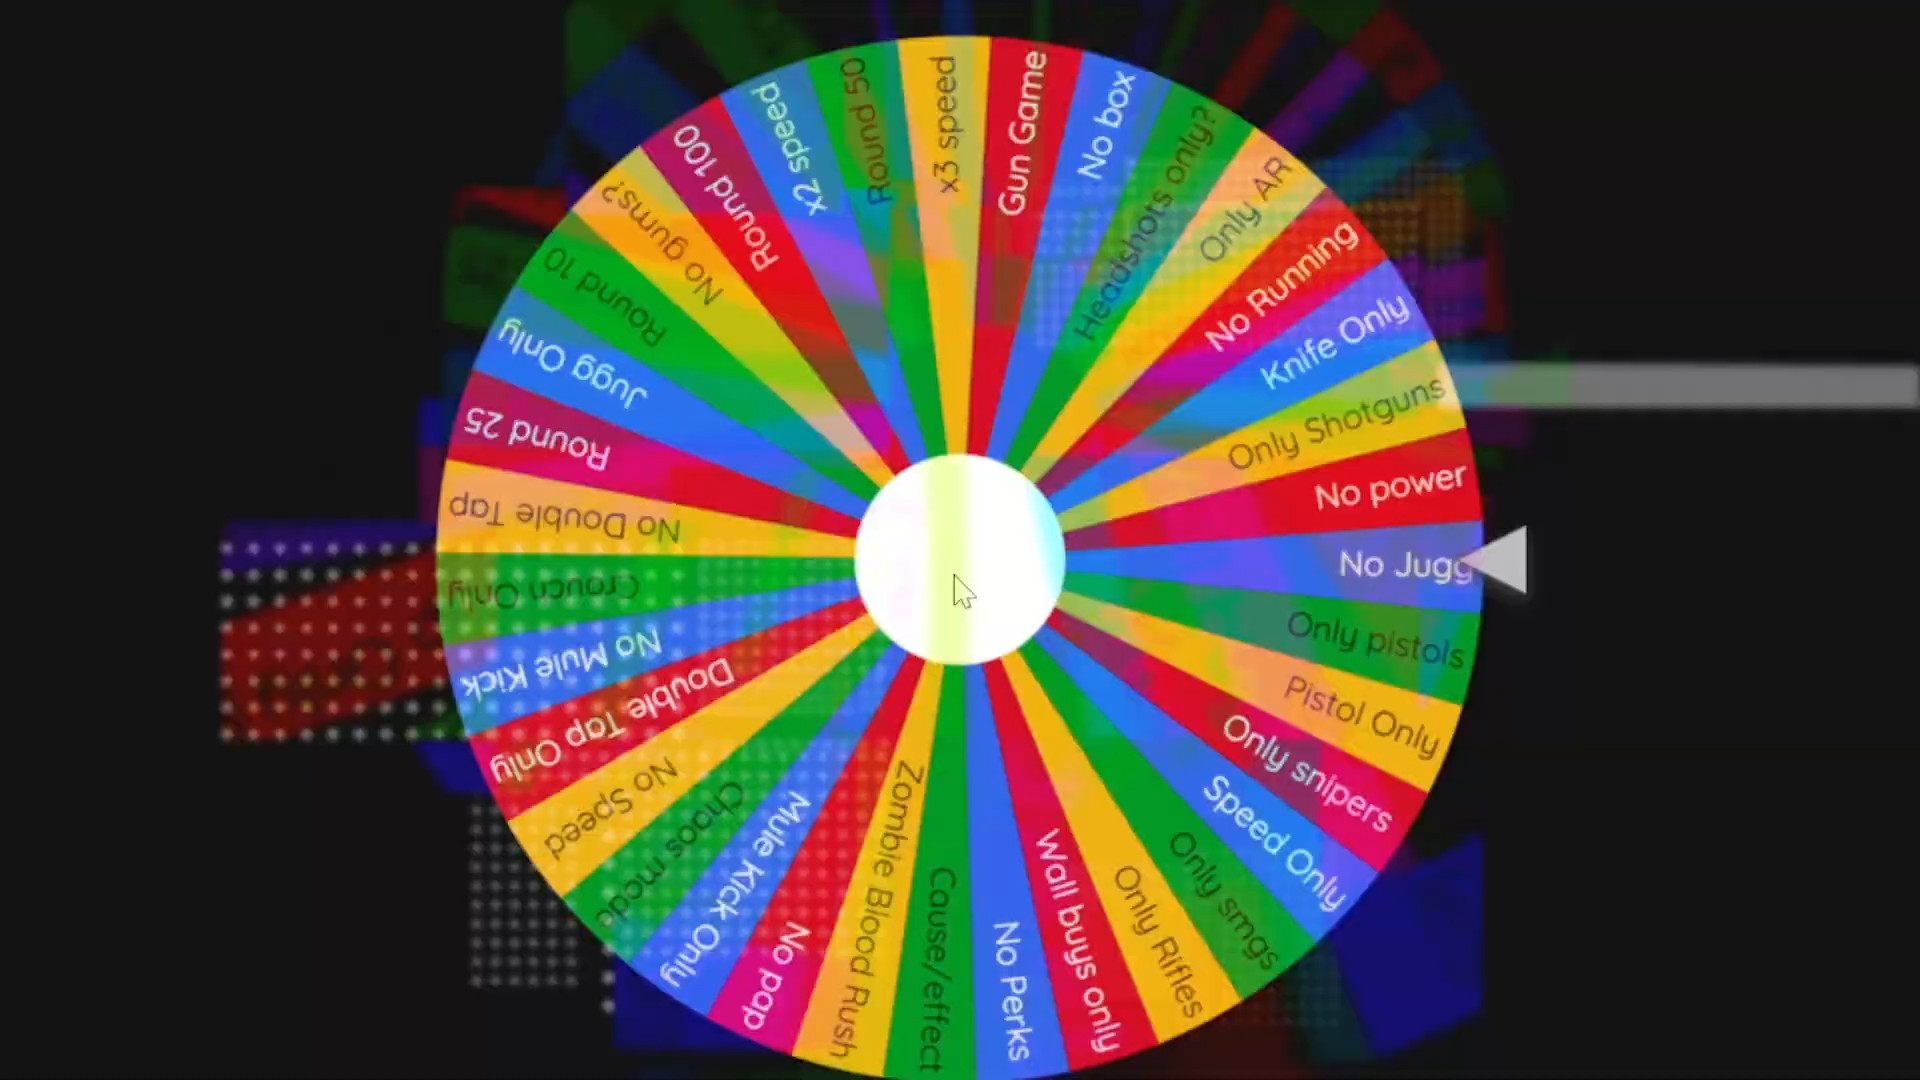 x3 speed
Gun Game
No box
Headshots only?
Only AR
No Running
Knife Only
Only Shotguns
No power
No Jugg
Only pistols
Pistol Only
Only snipers
Speed Only
Only smgs
Only Rifles
Wall buys only
No Perks
Cause/effect
Zombie Blood Rush
No pap
Mule Kick Only
Choos mode
No Speed
Double Tap Only
No Mule Kick
Crouch Only
No Double Tap
Round 25
Jugg Only
Round 10
No gums?
Round 100
x2 speed
Round 50